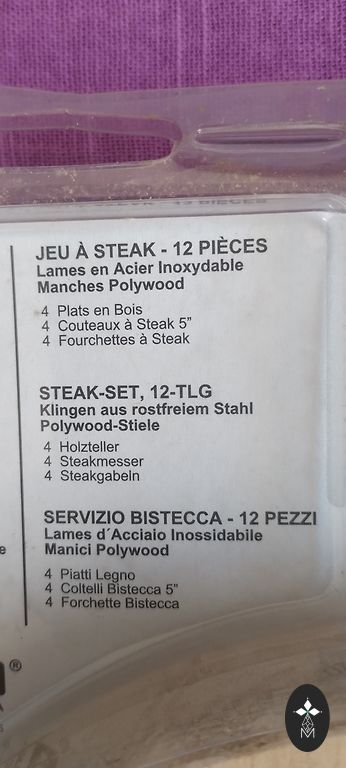 JEU À STEAK - 12 PIÈCES
Lames en Acier Inoxydable
Manches Polywood
4 Plats en Bois
4 Couteaux à Steak 5"
4 Fourchettes à Steak
STEAK-SET, 12-TLG
Klingen aus rostfreiem Stahl
Polywood-Stiele
4 Holzteller
4 Steakmesser
4 Steakgabeln
SERVIZIO BISTECCA - 12 PEZZI
Lames d´Acciaio Inossidabile
Manici Polywood
4 Piatti Legno
4 Coltelli Bistecca 5"
4 Forchette Bistecca
®
M